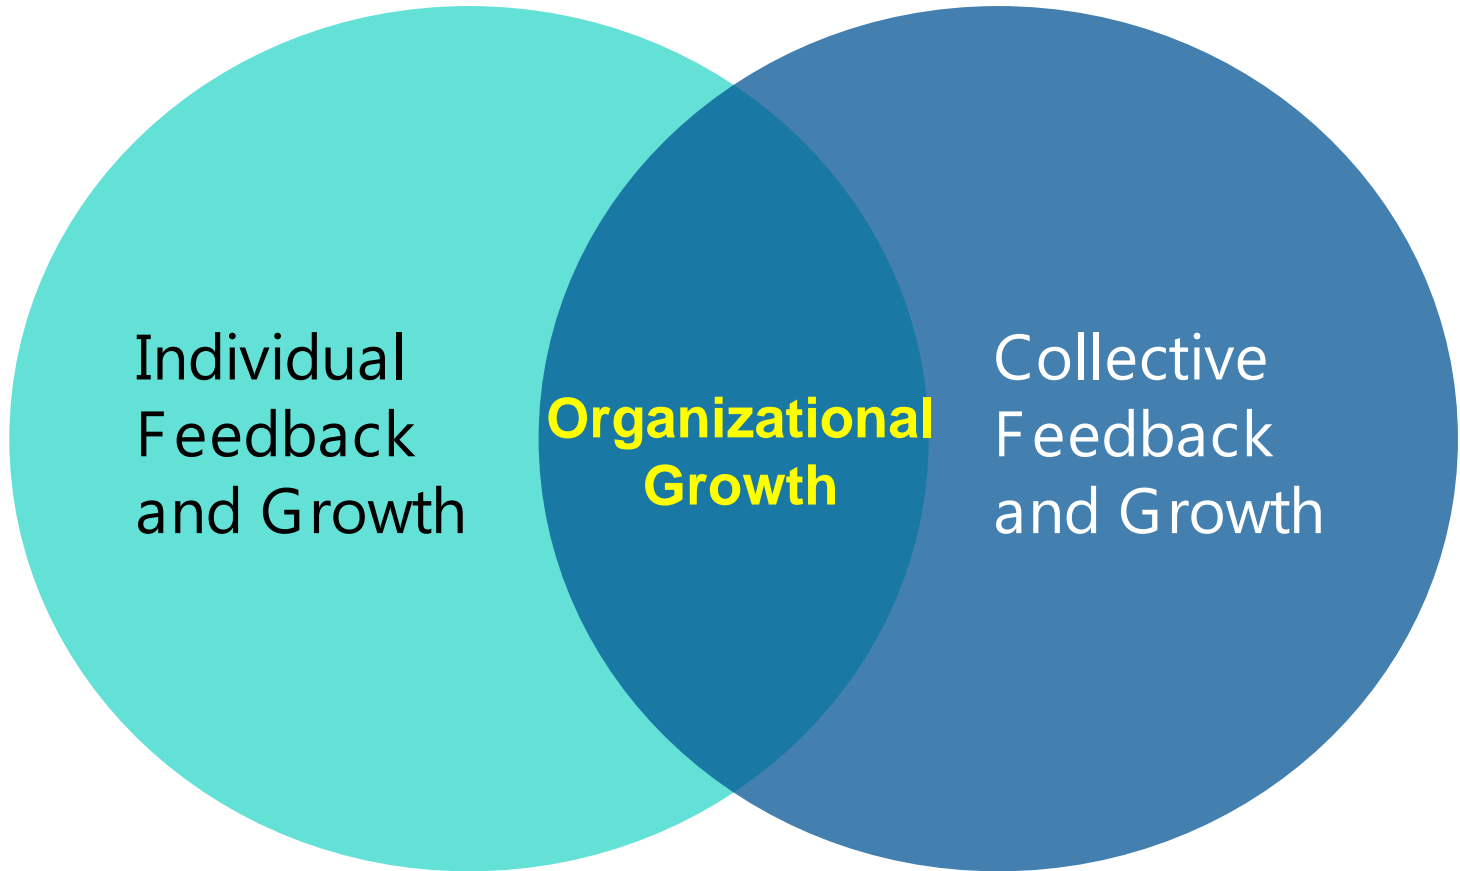 Individual
Feedback
and Growth
Organizational
Growth
Collective
Feedback
and Growth